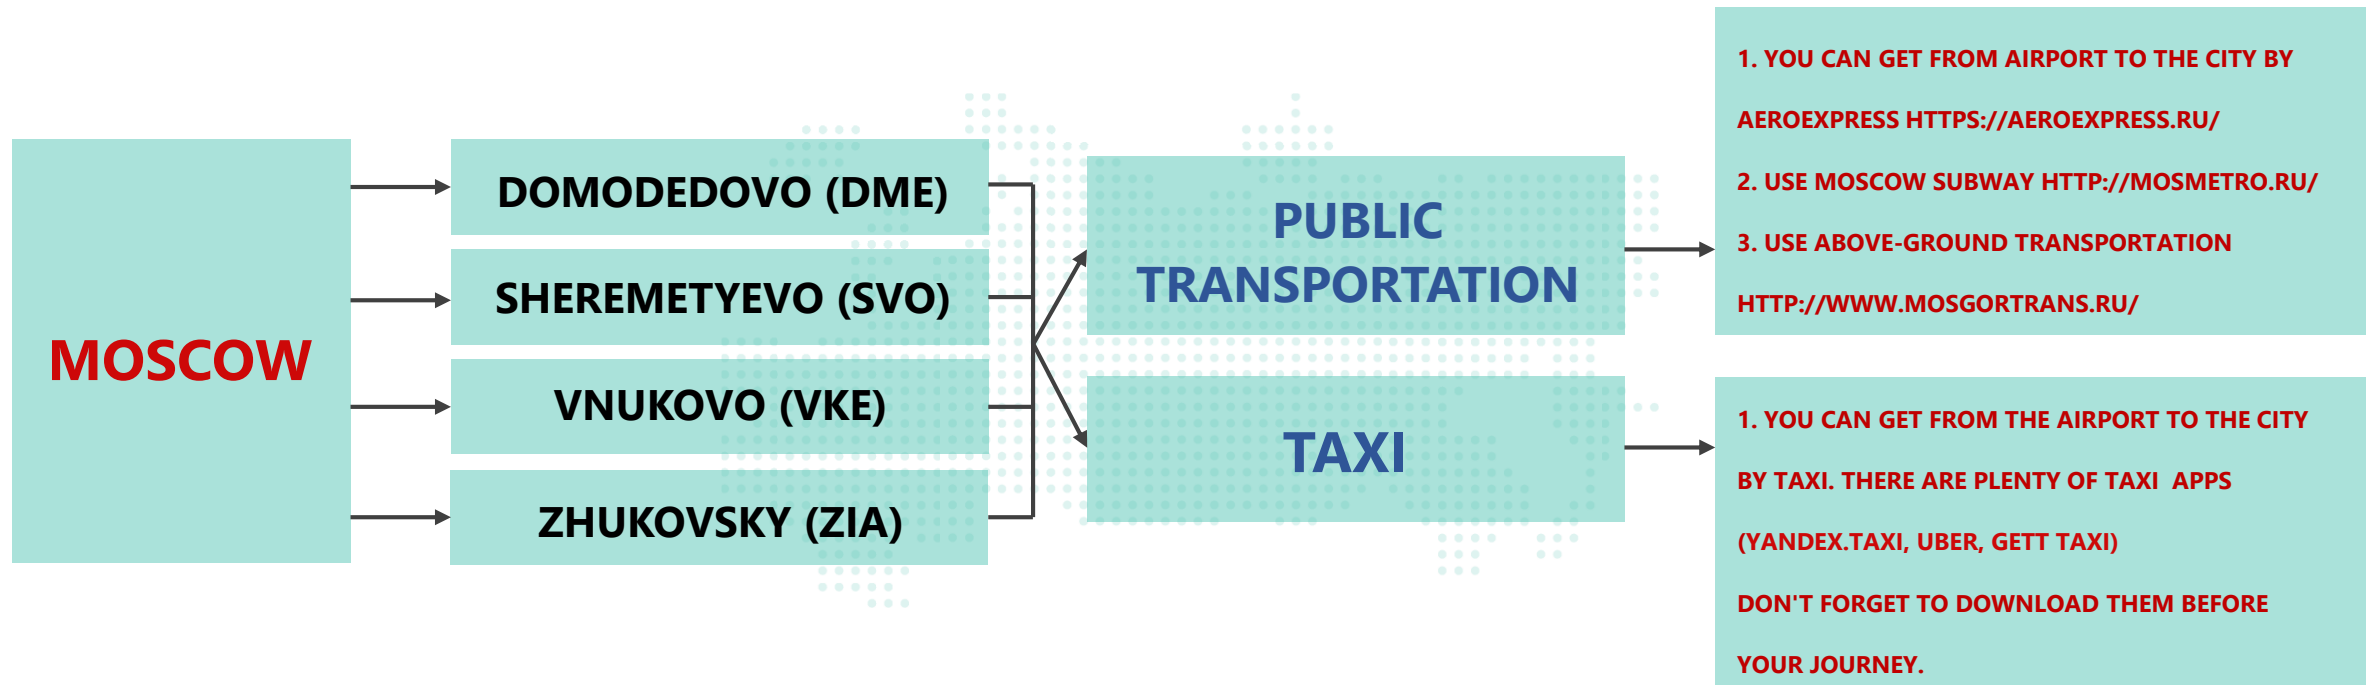 MOSCOW
DOMODEDOVO (DME)
SHEREMETYEVO (SVO)
VNUKOVO (VKE)
ZHUKOVSKY (ZIA)
PUBLIC
TRANSPORTATION
TAXI
1. YOU CAN GET FROM AIRPORT TO THE CITY BY
AEROEXPRESS HTTPS://AEROEXPRESS.RU/
2. USE MOSCOW SUBWAY HTTP://MOSMETRO.RU/
3. USE ABOVE-GROUND TRANSPORTATION
HTTP://WWW.MOSGORTRANS.RU/
1. YOU CAN GET FROM THE AIRPORT TO THE CITY
BY TAXI. THERE ARE PLENTY OF TAXI  APPS
(YANDEX.TAXI, UBER, GETT TAXI)
DON'T FORGET TO DOWNLOAD THEM BEFORE
YOUR JOURNEY.